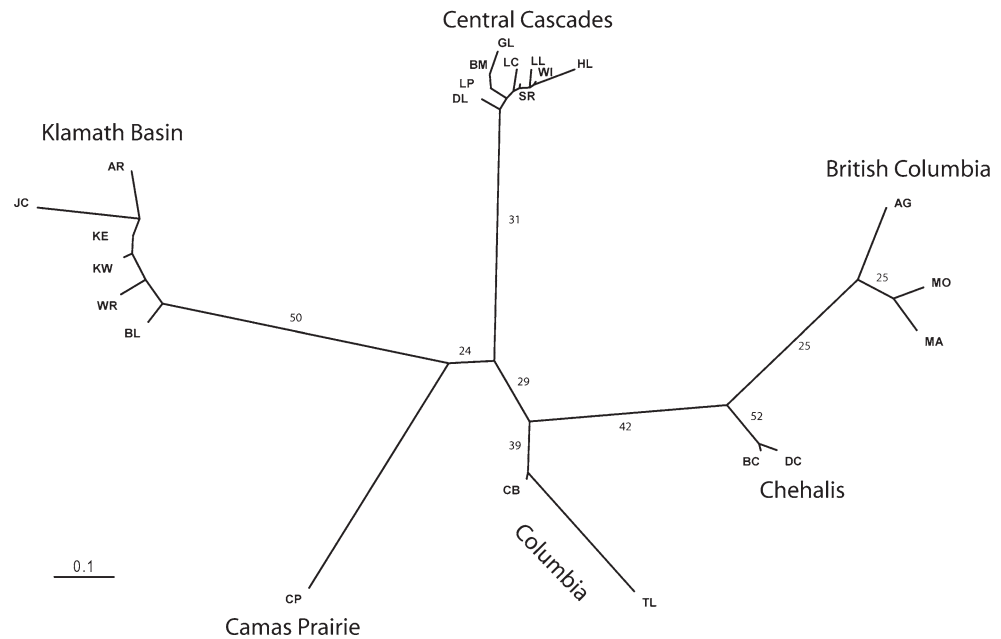 Central Cascades
GL
BM
LC
LL
WI
HL
LP
SR
DL
Klamath Basin
AR
JC
KE
KW
WR
BL
British Columbia
AG
MO
MA
31
25
50
24
25
29
42
39
52
BC
DC
Chehalis
CB
Columbia
TL
0.1
CP
Camas Prairie